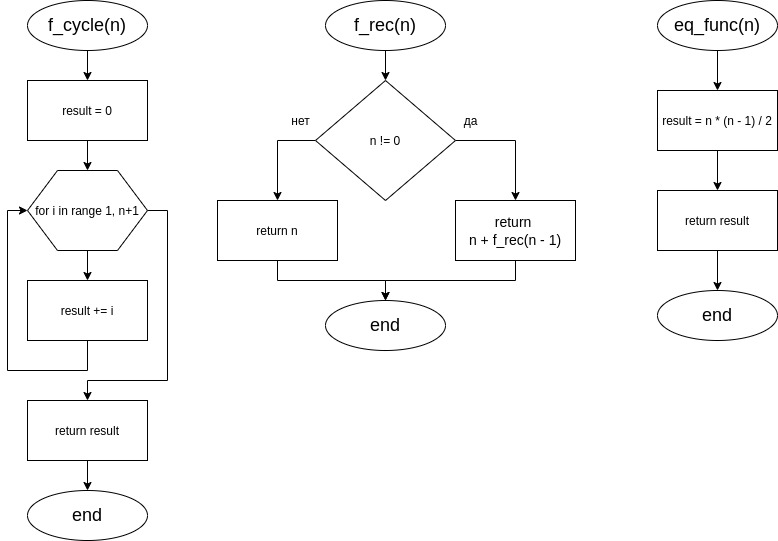 f_cycle(n)
result = 0
for i in range 1, n+1
result += i
return result
end
f_rec(n)
n != 0
нет
да
return n
return
n + f_rec(n - 1)
end
eq_func(n)
result = n * (n - 1) / 2
return result
end